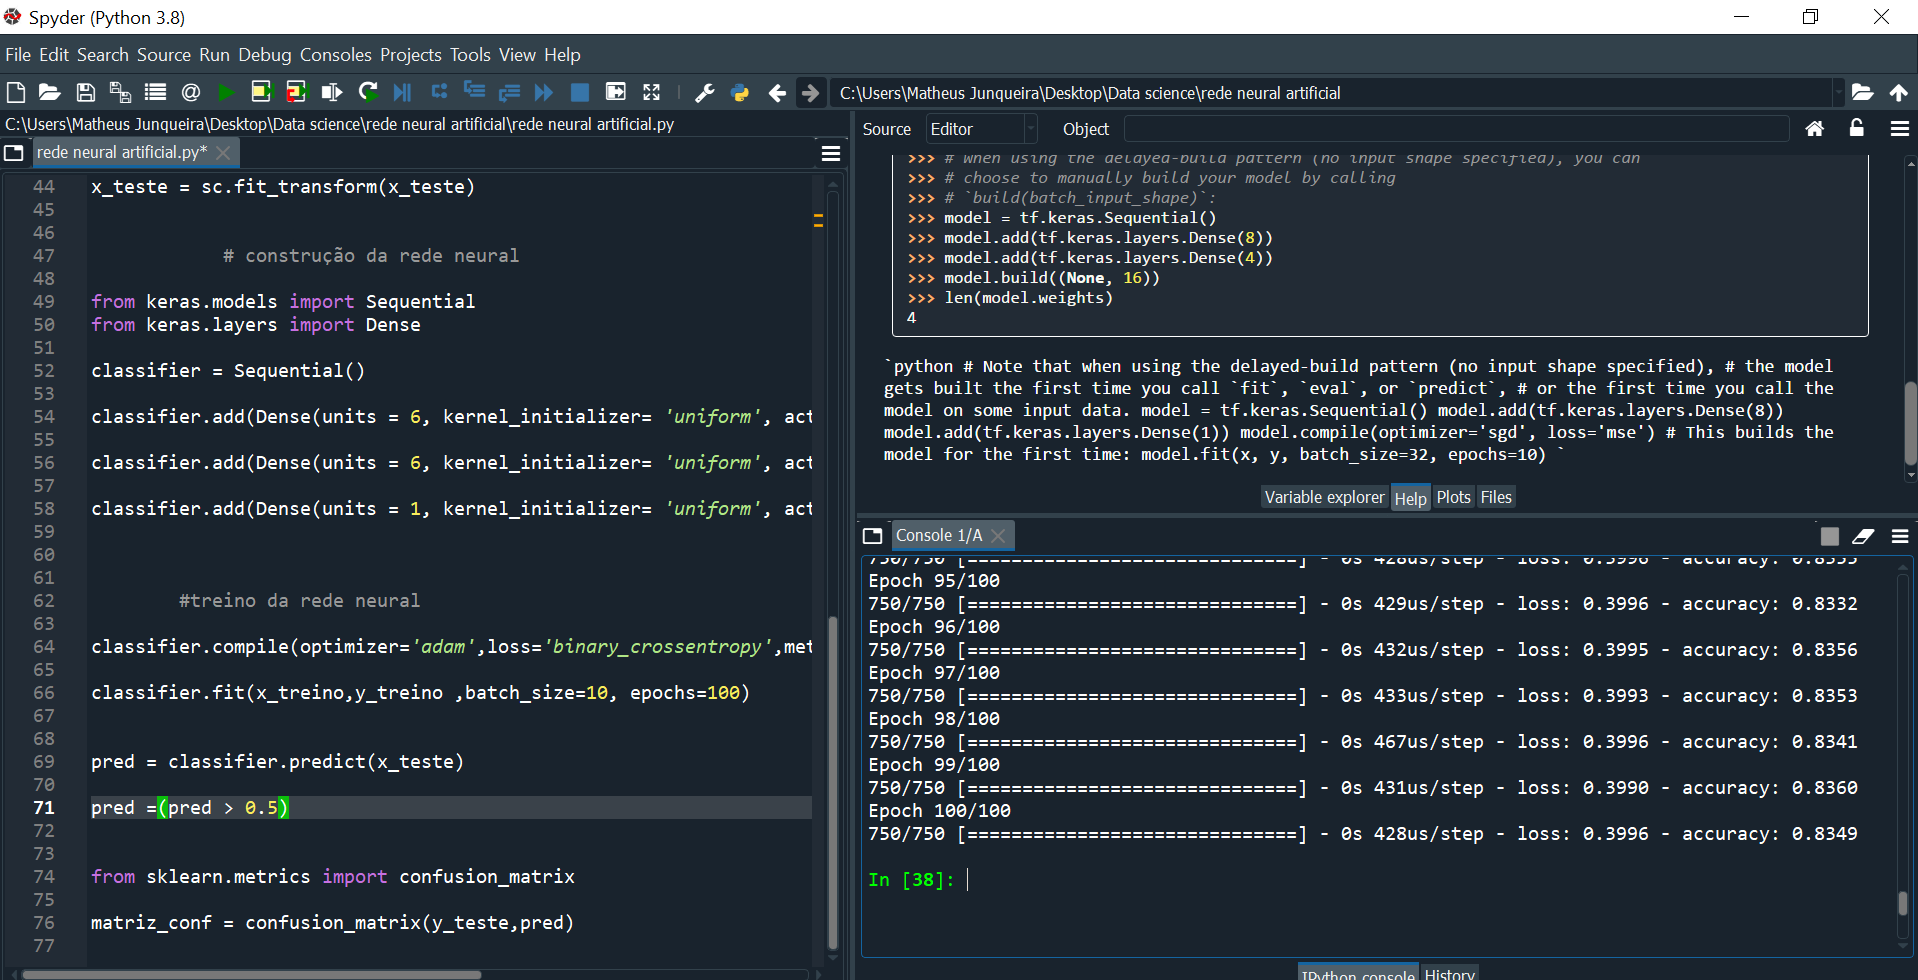 Spyder (Python 3.8)
File Edit Search Source Run Debug Consoles Projects Tools View Help
C:\Users\Matheus Junqueira\Desktop\Data science\rede neural artificial
C:\Users\Matheus Junqueira\Desktop\Data science\rede neural artificial\rede neural artificial.py
rede neural artificial.py*
44 x_teste = sc.fit_transform(x_teste)
45
46
47 # construção da rede neural
48
49 from keras.models import Sequential
50 from keras.layers import Dense
51
52 classifier = Sequential()
53
54 classifier.add(Dense(units = 6, kernel_initializer= 'uniform', act
55
56 classifier.add(Dense(units = 6, kernel_initializer= 'uniform', act
57
58 classifier.add(Dense(units = 1, kernel_initializer= 'uniform', act
59
60
61
62 #treino da rede neural
63
64 classifier.compile(optimizer='adam',loss='binary_crossentropy',met
65
66 classifier.fit(x_treino,y_treino ,batch_size=10, epochs=100)
67
68
69 pred = classifier.predict(x_teste)
70
71 pred =(pred > 0.5)
72
73
74 from sklearn.metrics import confusion_matrix
75
76 matriz_conf = confusion_matrix(y_teste,pred)
77
Source Editor Object
>>> # when using the delayed-build pattern (no input shape specified), you can
>>> # choose to manually build your model by calling
>>> # `build(batch_input_shape)`:
>>> model = tf.keras.Sequential()
>>> model.add(tf.keras.layers.Dense(8))
>>> model.add(tf.keras.layers.Dense(4))
>>> model.build((None, 16))
>>> len(model.weights)
4
`python # Note that when using the delayed-build pattern (no input shape specified), # the model
gets built the first time you call `fit`, `eval`, or `predict`, # or the first time you call the
model on some input data. model = tf.keras.Sequential() model.add(tf.keras.layers.Dense(8))
model.add(tf.keras.layers.Dense(1)) model.compile(optimizer='sgd', loss='mse') # This builds the
model for the first time: model.fit(x, y, batch_size=32, epochs=10) `
Variable explorer Help Plots Files
Console 1/A
750/750 [==============================] - 0s 428us/step - loss: 0.3996 - accuracy: 0.8355
Epoch 95/100
750/750 [==============================] - 0s 429us/step - loss: 0.3996 - accuracy: 0.8332
Epoch 96/100
750/750 [==============================] - 0s 432us/step - loss: 0.3995 - accuracy: 0.8356
Epoch 97/100
750/750 [==============================] - 0s 433us/step - loss: 0.3993 - accuracy: 0.8353
Epoch 98/100
750/750 [==============================] - 0s 467us/step - loss: 0.3996 - accuracy: 0.8341
Epoch 99/100
750/750 [==============================] - 0s 431us/step - loss: 0.3990 - accuracy: 0.8360
Epoch 100/100
750/750 [==============================] - 0s 428us/step - loss: 0.3996 - accuracy: 0.8349
In [38]:
IPython console History